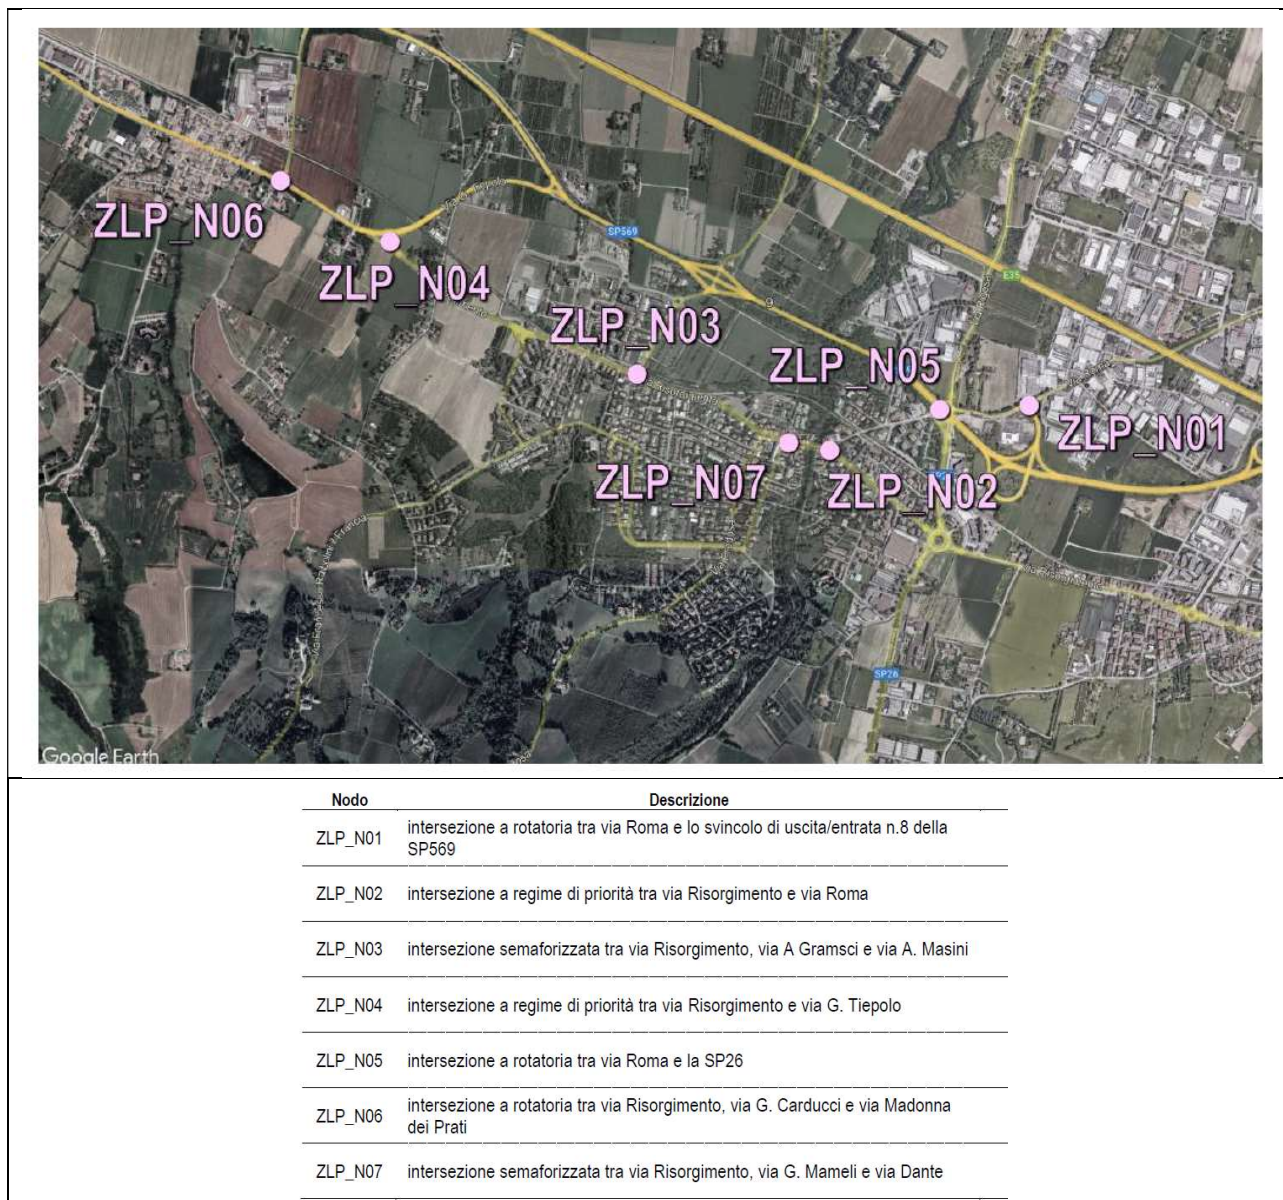 SP569
E35
ZLP_N06
ZLP_N04
ZLP_N03
9
ZLP_N05
ZLP_N01
ZLP_N07
ZLP_N02
SP26
Google Earth
Nodo Descrizione
ZLP_N01 intersezione a rotatoria tra via Roma e lo svincolo di uscita/entrata n.8 della
SP569
ZLP_N02 intersezione a regime di priorità tra via Risorgimento e via Roma
ZLP_N03 intersezione semaforizzata tra via Risorgimento, via A Gramsci e via A. Masini
ZLP_N04 intersezione a regime di priorità tra via Risorgimento e via G. Tiepolo
ZLP_N05 intersezione a rotatoria tra via Roma e la SP26
ZLP_N06 intersezione a rotatoria tra via Risorgimento, via G. Carducci e via Madonna
dei Prati
ZLP_N07 intersezione semaforizzata tra via Risorgimento, via G. Mameli e via Dante